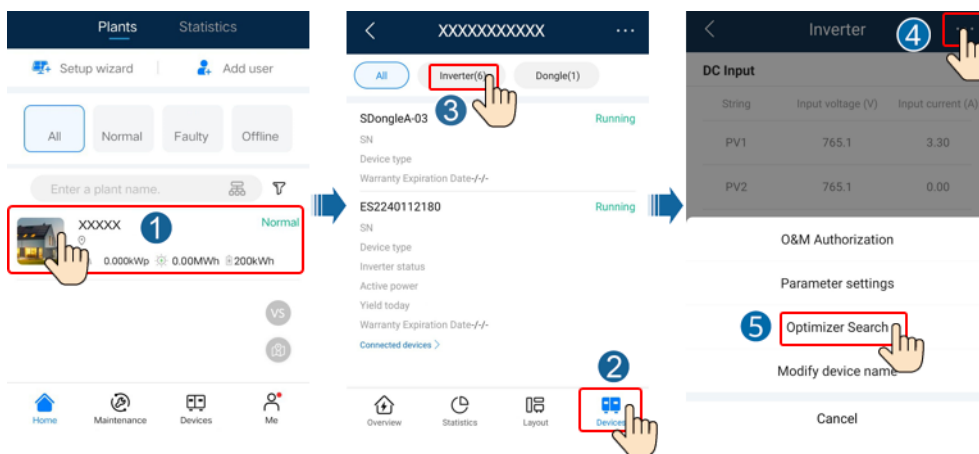 Plants Statistics
Setup wizard Add user
All Normal Faulty Offline
Enter a plant name.
XXXXX 1 Normal
0.000kWp 0.00MWh 200kWh
VS
Home Maintenance Devices Me
XXXXXXXXXXX ...
All Inverter(6) Dongle(1)
3
SDongleA-03 Running
SN
Device type
Warranty Expiration Date-/-/-
ES2240112180 Running
SN
Device type
Inverter status
Active power
Yield today
Warranty Expiration Date-/-/-
Connected devices >
2
Overview Statistics Layout Devices
Inverter 4
DC Input
String Input voltage (V) Input current (A)
PV1 765.1 3.30
PV2 765.1 0.00
O&M Authorization
Parameter settings
5 Optimizer Search
Modify device name
Cancel